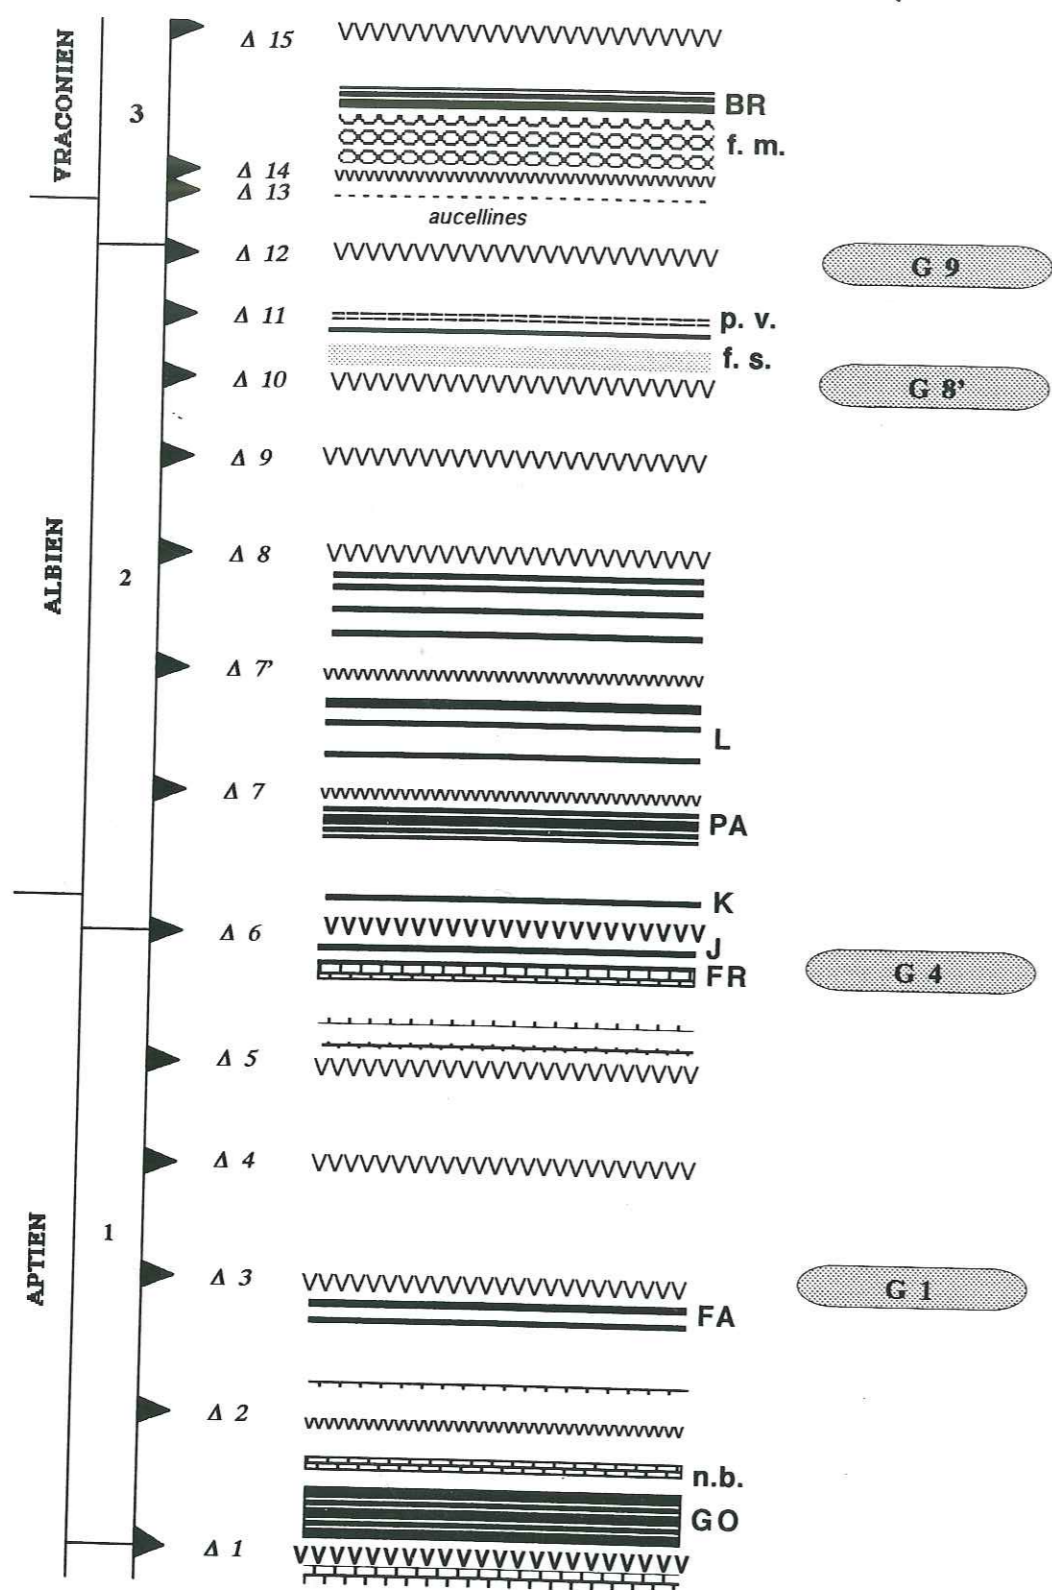 Δ 15
VRACONIEN
3
BR
f. m.
Δ 14
Δ 13
aucellines
Δ 12
G 9
Δ 11
p. v.
f. s.
Δ 10
G 8'
Δ 9
ALBIEN
2
Δ 8
Δ 7'
L
Δ 7
PA
K
Δ 6
J
FR
G 4
Δ 5
Δ 4
APTIEN
1
Δ 3
G 1
FA
Δ 2
n.b.
GO
Δ 1